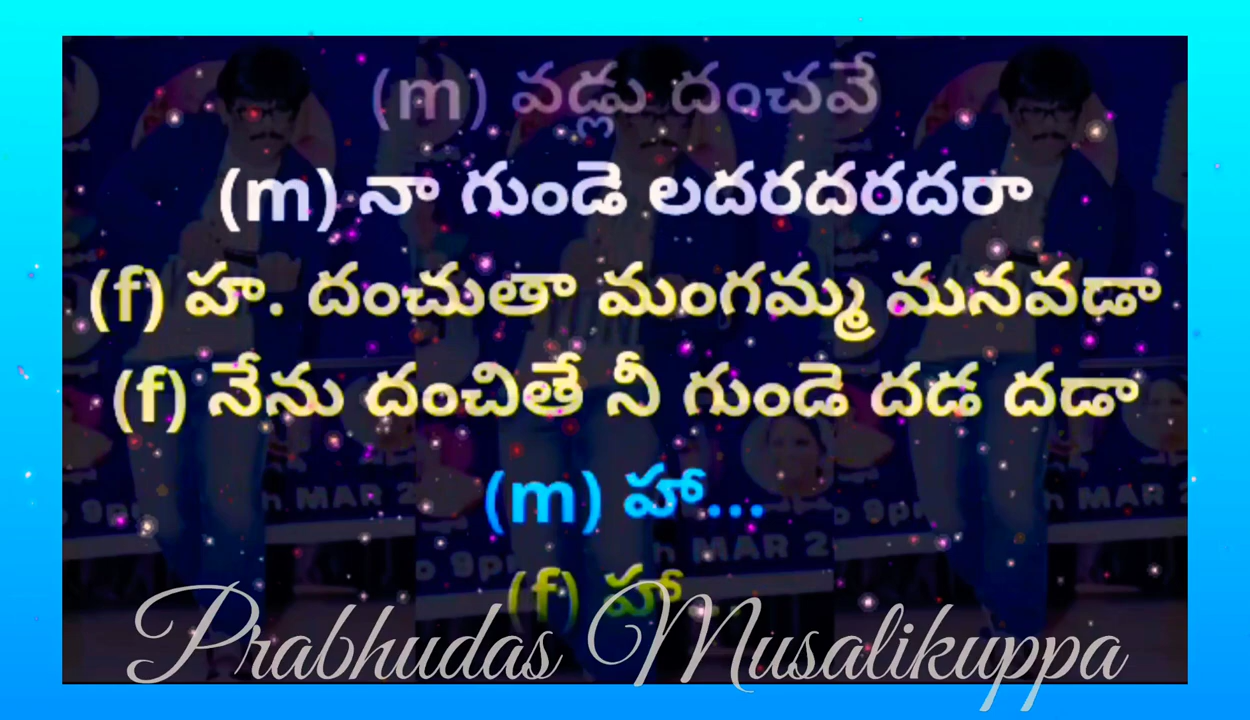 (m) వడ్లు దంచవే
(m) నా గుండె లదరదరదరా
(f) హ. దంచుతా మంగమ్మ మనవడా
(f) నేను దంచితే నీ గుండె దడ దడా
(m) హా...
(f) హా..
Prabhudas Musalikuppa